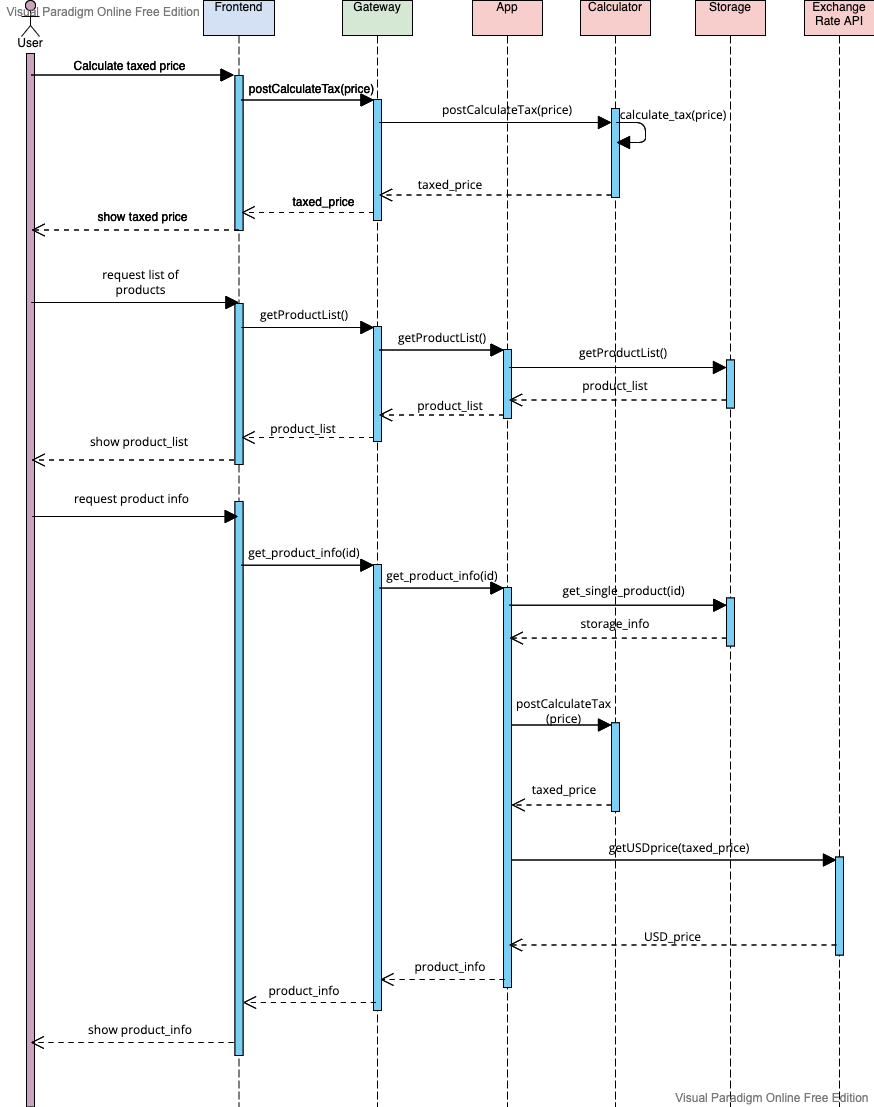 Visual Paradigm Online Free Edition
Frontend
Gateway
App
Calculator
Storage
Exchange
Rate API
User
Calculate taxed price
postCalculateTax(price)
postCalculateTax(price)
calculate_tax(price)
taxed_price
taxed_price
show taxed price
request list of
products
getProductList()
getProductList()
getProductList()
product_list
product_list
product_list
show product_list
request product info
get_product_info(id)
get_product_info(id)
get_single_product(id)
storage_info
postCalculateTax
(price)
taxed_price
getUSDprice(taxed_price)
USD_price
product_info
product_info
show product_info
Visual Paradigm Online Free Edition